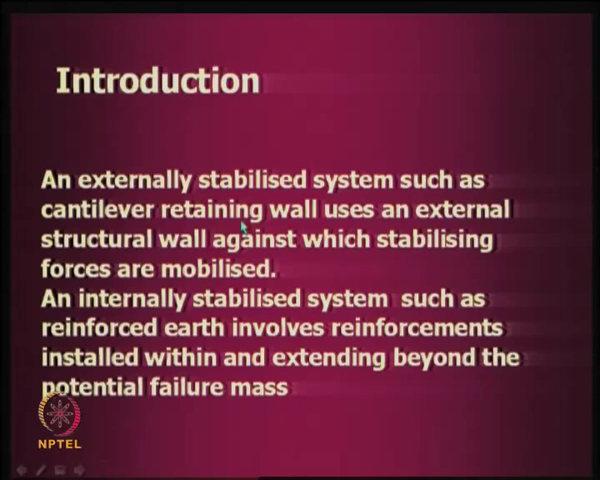 Introduction
An externally stabilised system such as
cantilever retaining wall uses an external
structural wall against which stabilising
forces are mobilised.
An internally stabilised system such as
reinforced earth involves reinforcements
installed within and extending beyond the
potential failure mass
NPTEL